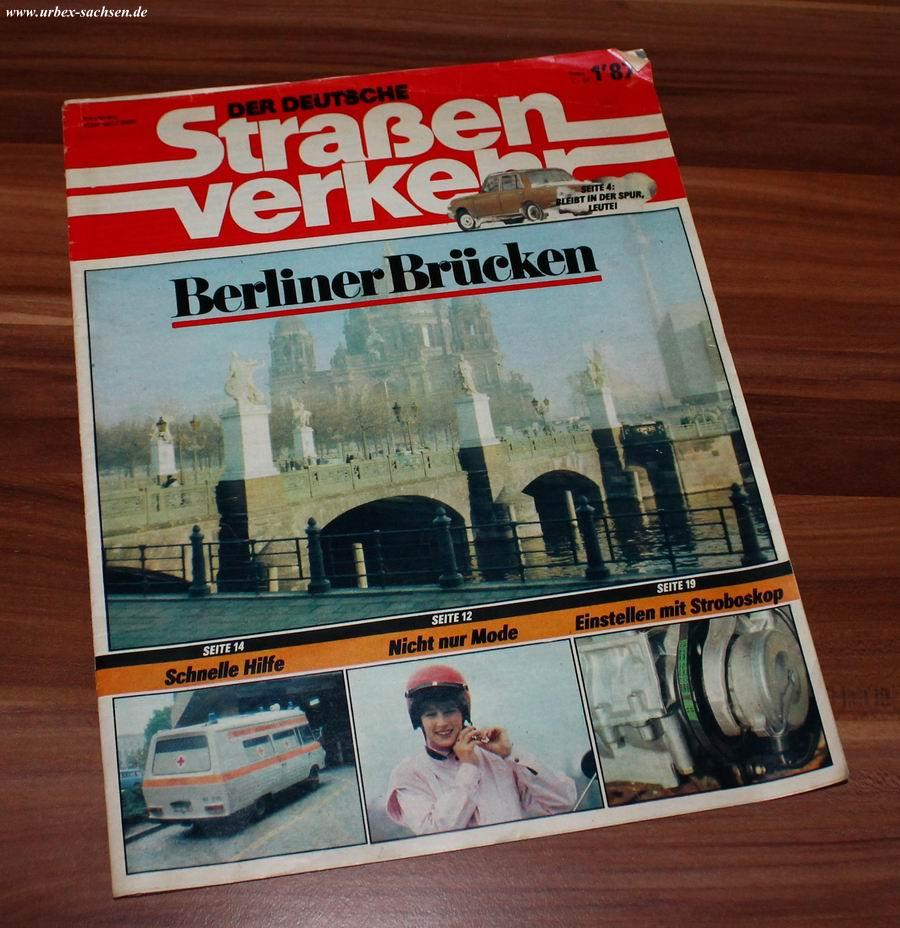 www.urbex-sachsen.de
1'87
DER DEUTSCHE
Straßen
verkehr
SEITE 4:
BLEIBT IN DER SPUR,
LEUTE!
Berliner Brücken
SEITE 14
Schnelle Hilfe
SEITE 12
Nicht nur Mode
SEITE 19
Einstellen mit Stroboskop